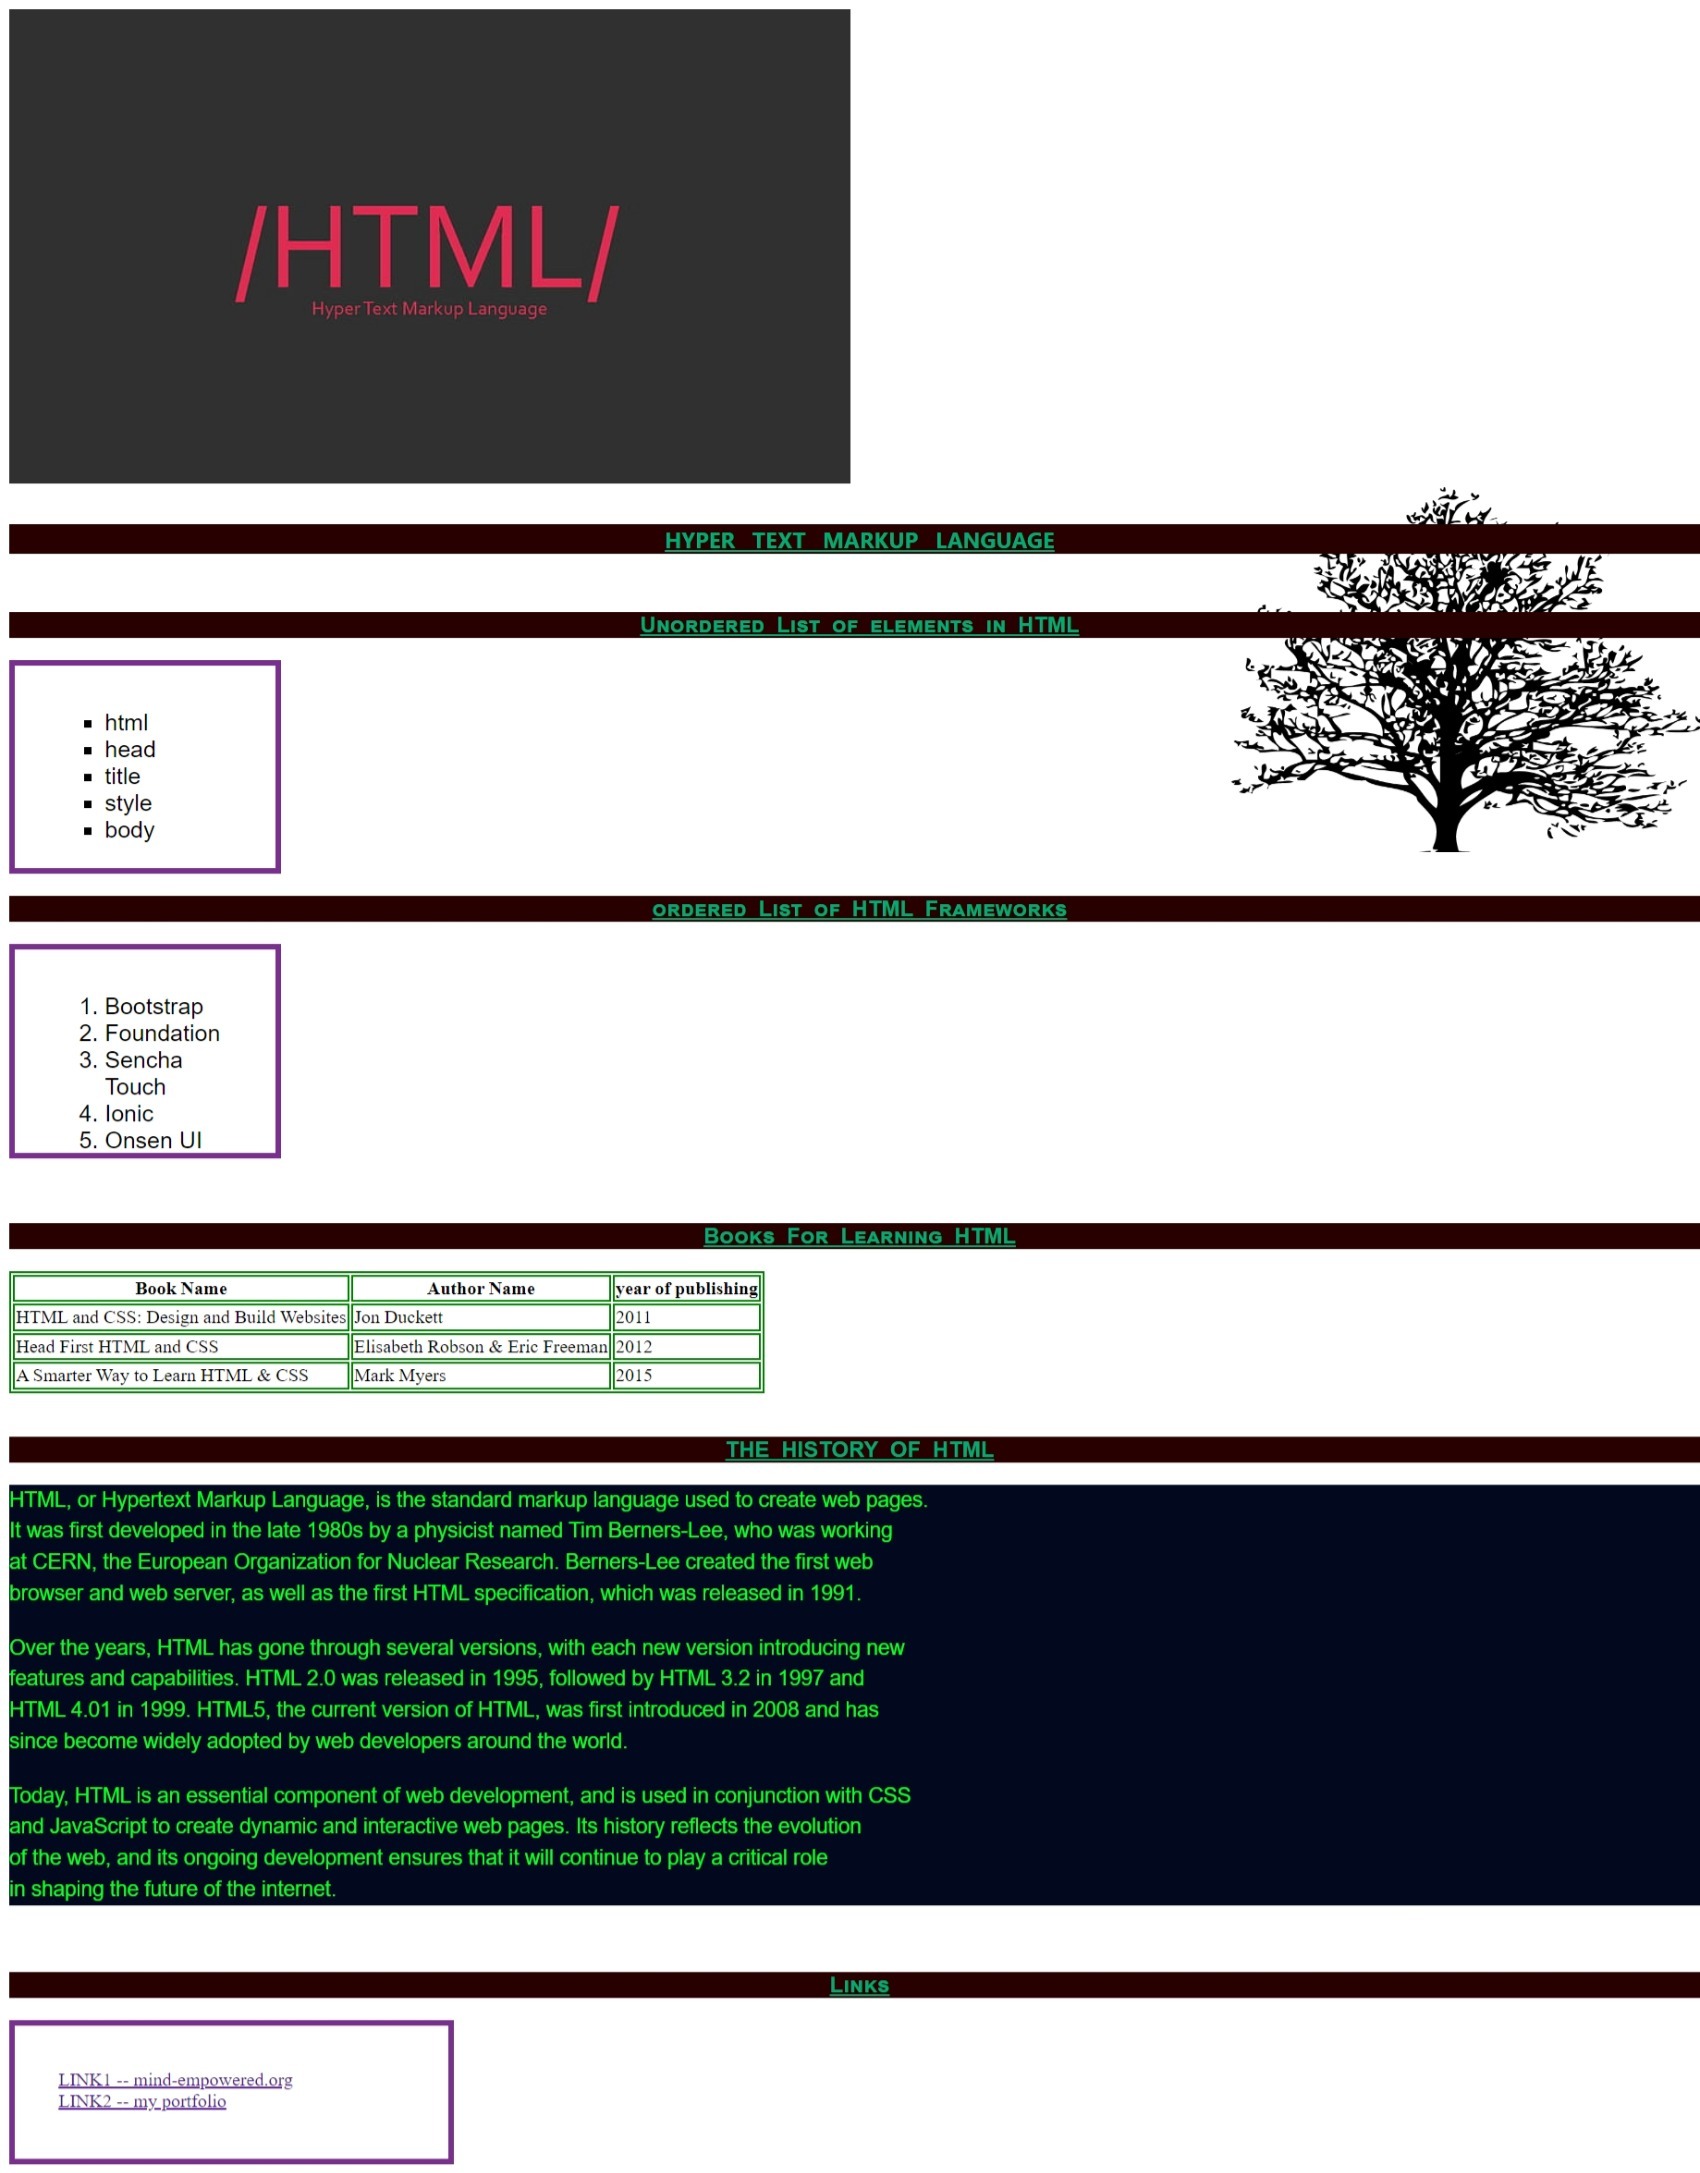 /HTML/
Hyper Text Markup Language
HYPER TEXT MARKUP LANGUAGE
Unordered List of elements in HTML
html
head
title
style
body
ordered List of HTML Frameworks
1. Bootstrap
2. Foundation
3. Sencha
Touch
4. Ionic
5. Onsen UI
Books For Learning HTML
Book Name Author Name year of publishing
HTML and CSS: Design and Build Websites Jon Duckett 2011
Head First HTML and CSS Elisabeth Robson & Eric Freeman 2012
A Smarter Way to Learn HTML & CSS Mark Myers 2015
THE HISTORY OF HTML
HTML, or Hypertext Markup Language, is the standard markup language used to create web pages.
It was first developed in the late 1980s by a physicist named Tim Berners-Lee, who was working
at CERN, the European Organization for Nuclear Research. Berners-Lee created the first web
browser and web server, as well as the first HTML specification, which was released in 1991.
Over the years, HTML has gone through several versions, with each new version introducing new
features and capabilities. HTML 2.0 was released in 1995, followed by HTML 3.2 in 1997 and
HTML 4.01 in 1999. HTML5, the current version of HTML, was first introduced in 2008 and has
since become widely adopted by web developers around the world.
Today, HTML is an essential component of web development, and is used in conjunction with CSS
and JavaScript to create dynamic and interactive web pages. Its history reflects the evolution
of the web, and its ongoing development ensures that it will continue to play a critical role
in shaping the future of the internet.
Links
LINK1 -- mind-empowered.org
LINK2 -- my portfolio